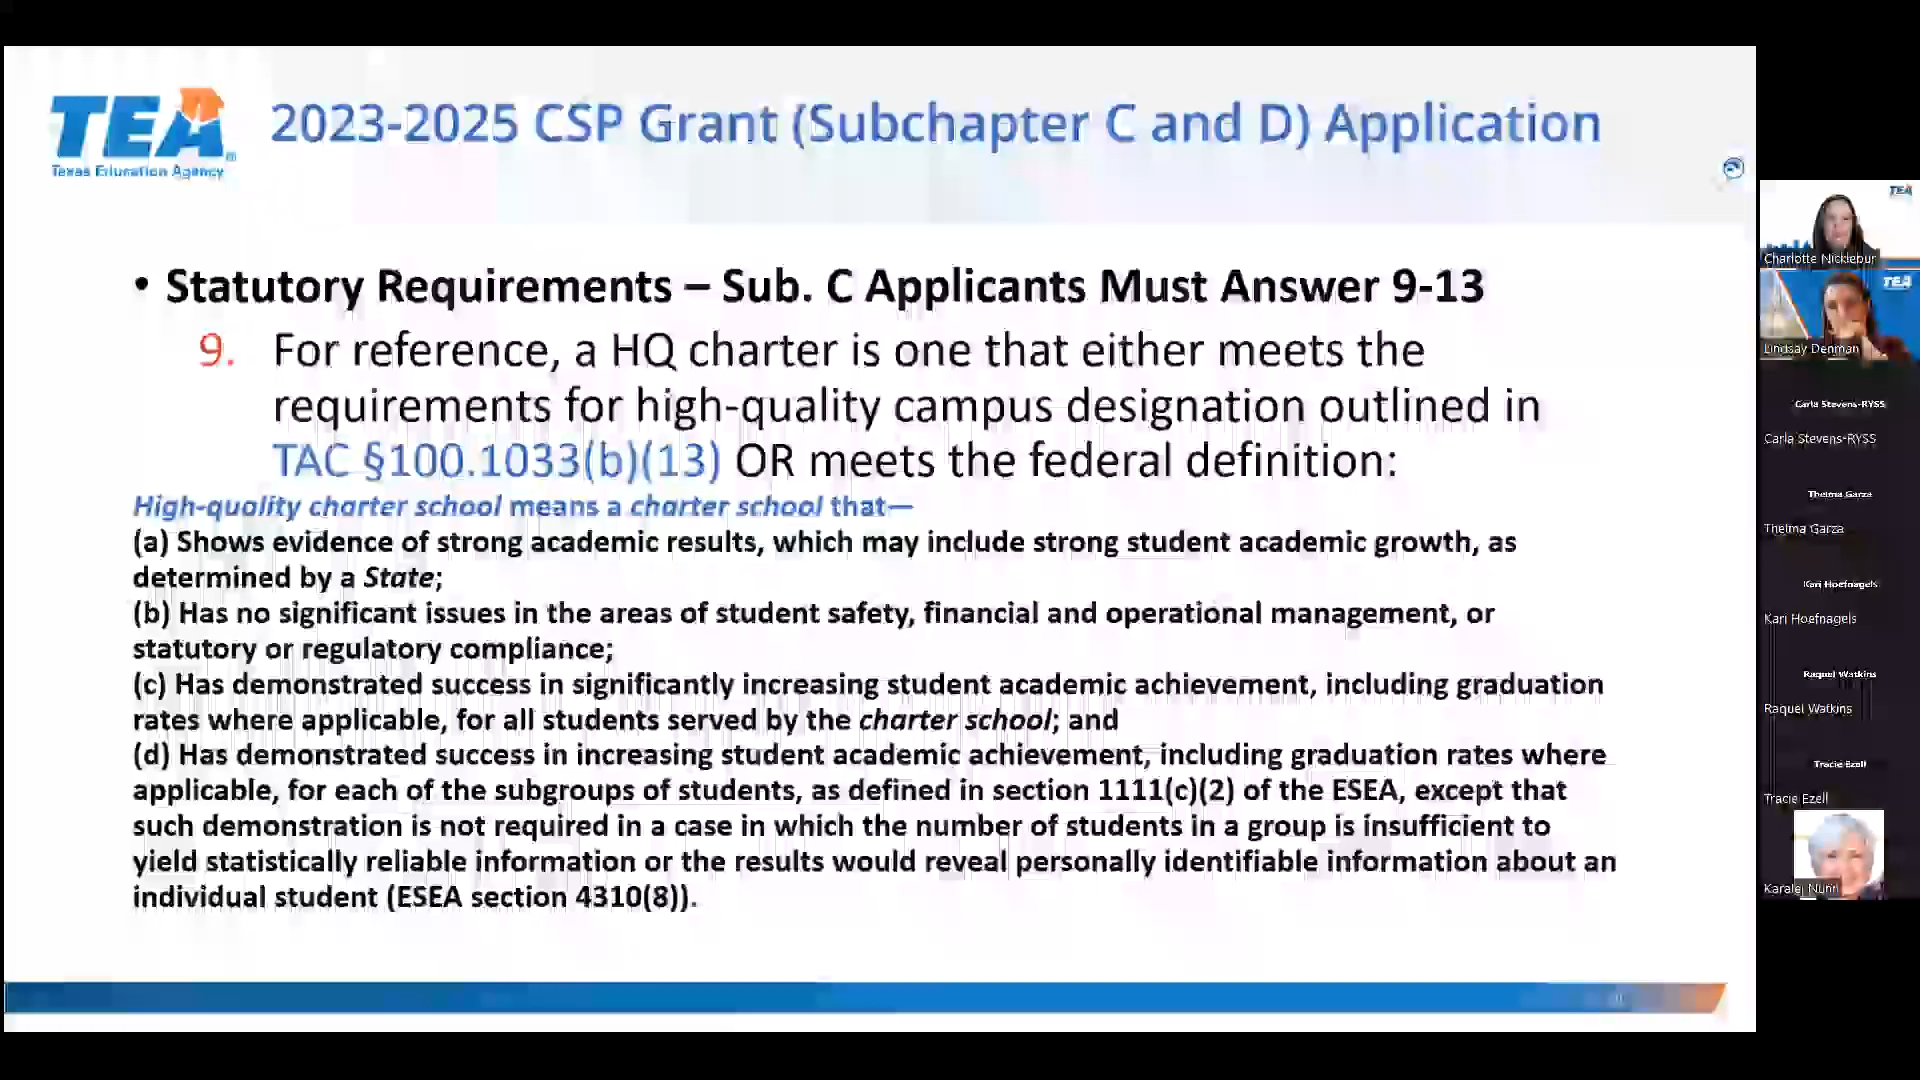 TEA
Texas Education Agency
2023-2025 CSP Grant (Subchapter C and D) Application
• Statutory Requirements – Sub. C Applicants Must Answer 9-13
9. For reference, a HQ charter is one that either meets the
requirements for high-quality campus designation outlined in
TAC §100.1033(b)(13) OR meets the federal definition:
High-quality charter school means a charter school that—
(a) Shows evidence of strong academic results, which may include strong student academic growth, as
determined by a State;
(b) Has no significant issues in the areas of student safety, financial and operational management, or
statutory or regulatory compliance;
(c) Has demonstrated success in significantly increasing student academic achievement, including graduation
rates where applicable, for all students served by the charter school; and
(d) Has demonstrated success in increasing student academic achievement, including graduation rates where
applicable, for each of the subgroups of students, as defined in section 1111(c)(2) of the ESEA, except that
such demonstration is not required in a case in which the number of students in a group is insufficient to
yield statistically reliable information or the results would reveal personally identifiable information about an
individual student (ESEA section 4310(8)).
TEA
Charlotte Nicklebur
TEA
Lindsay Denman
Carla Stevens-RYSS
Carla Stevens-RYSS
Thelma Garza
Thelma Garza
Kari Hoefnagels
Kari Hoefnagels
Raquel Watkins
Raquel Watkins
Tracie Ezell
Tracie Ezell
Karalei Nunn